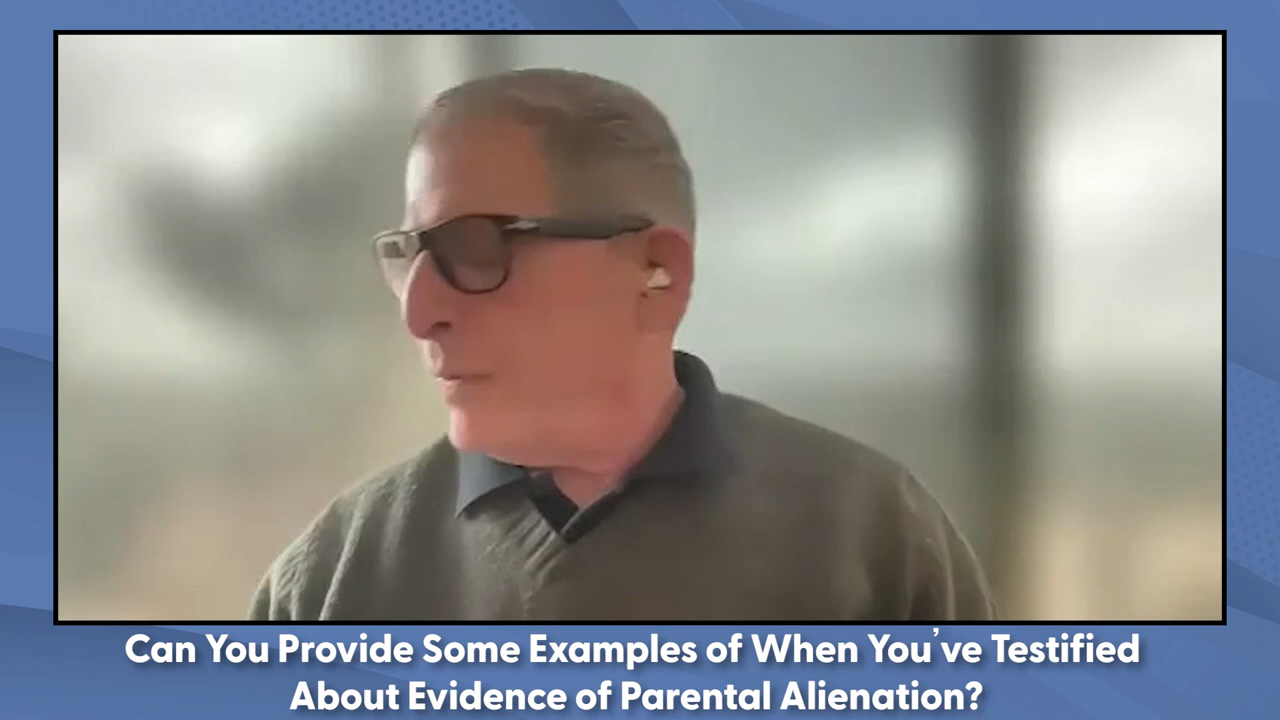 Can You Provide Some Examples of When You've Testified
About Evidence of Parental Alienation?